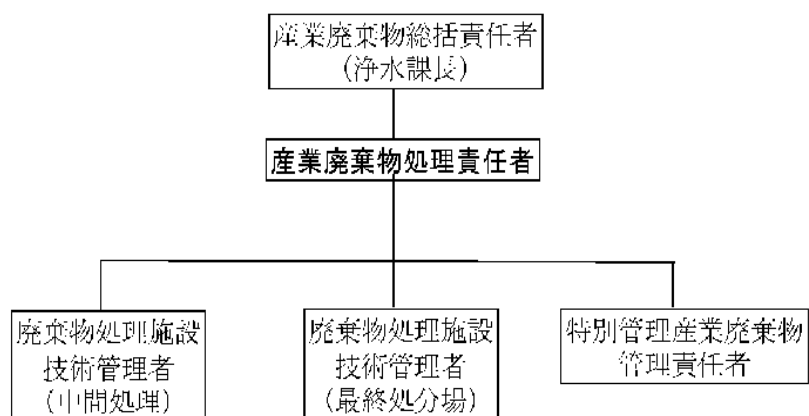 産業廃棄物総括責任者
(浄水課長)
産業廃棄物処理責任者
廃棄物処理施設
技術管理者
(中間処理)
廃棄物処理施設
技術管理者
(最終処分場)
特別管理産業廃棄物
管理責任者